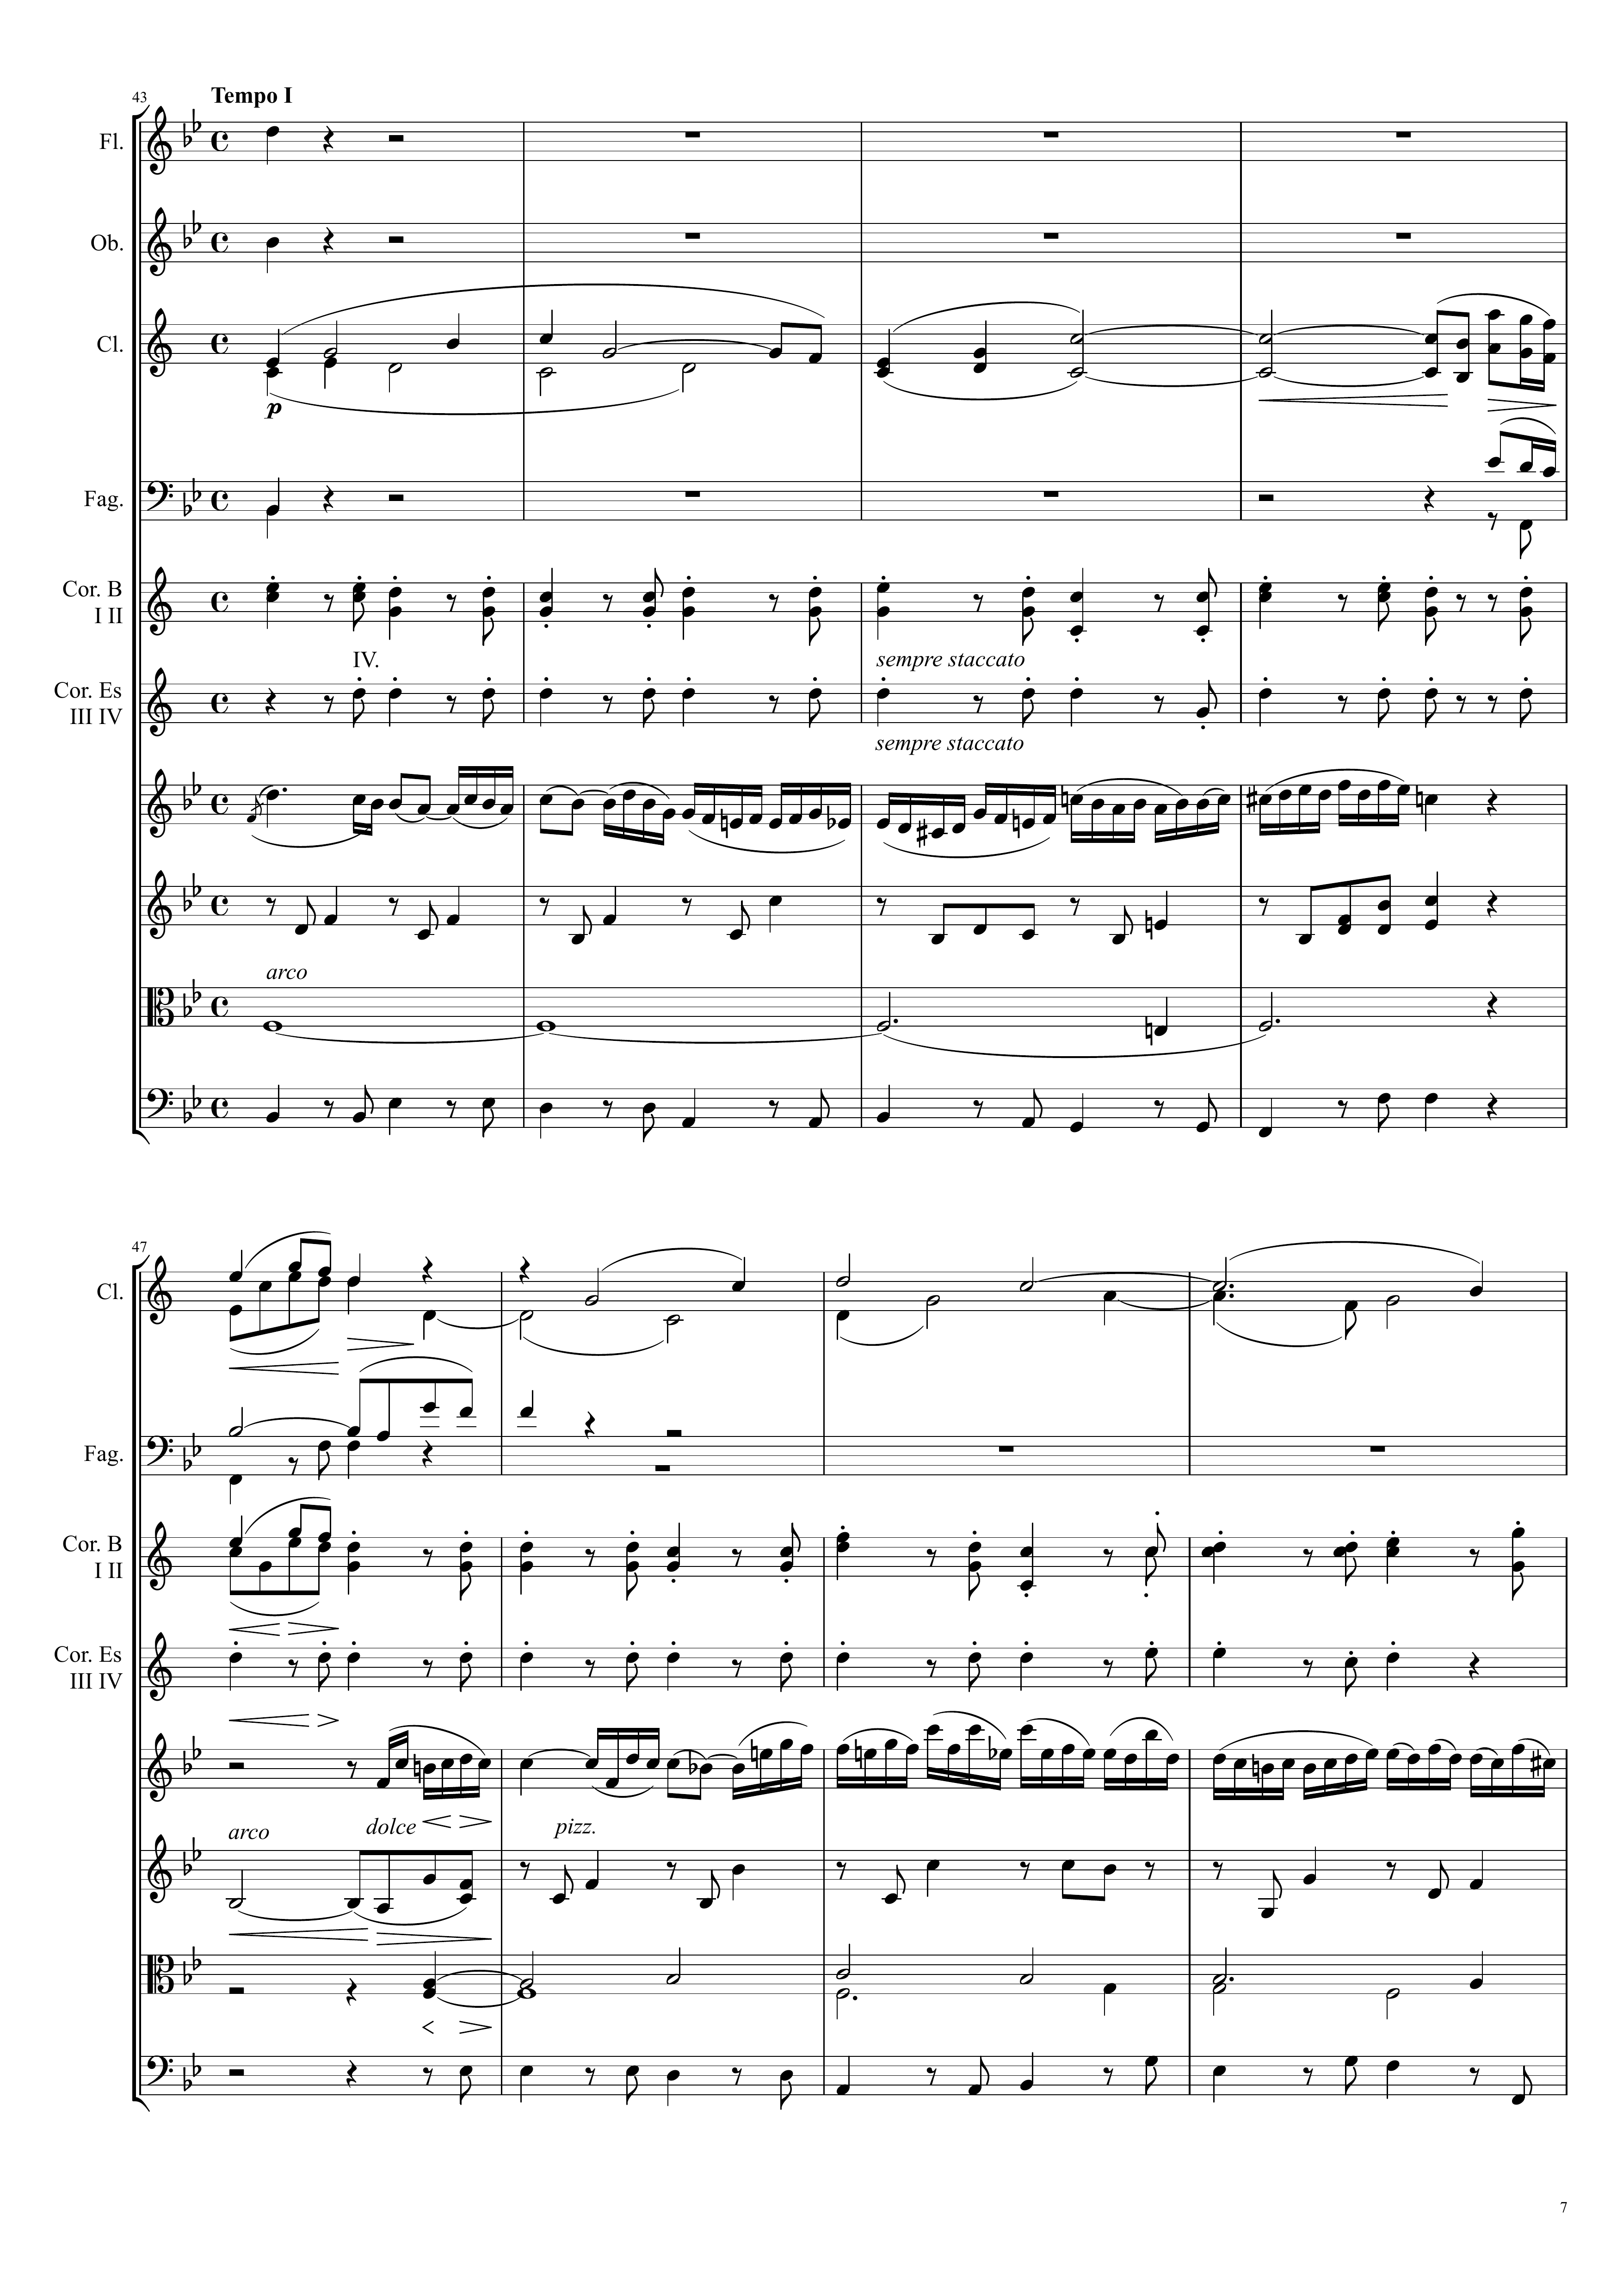 43
Tempo I
Fl.
Ob.
Cl.
p
Fag.
Cor. B
I II
IV.
sempre staccato
Cor. Es
III IV
sempre staccato
arco
47
Cl.
Fag.
Cor. B
I II
Cor. Es
III IV
arco
dolce
pizz.
7